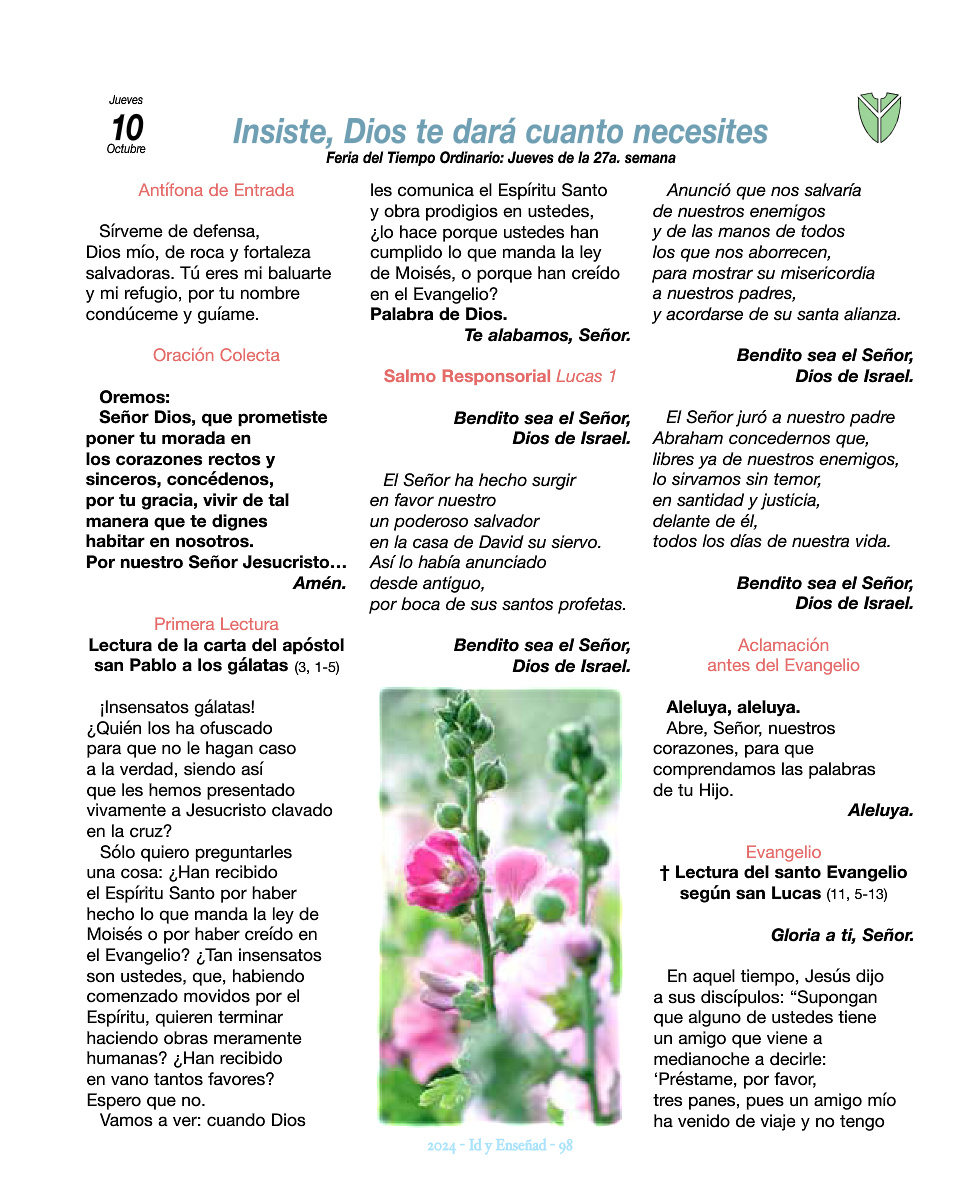 Jueves
10
Octubre
Insiste, Dios te dará cuanto necesites
Feria del Tiempo Ordinario: Jueves de la 27a. semana
Antífona de Entrada
Sírveme de defensa,
Dios mío, de roca y fortaleza
salvadoras. Tú eres mi baluarte
y mi refugio, por tu nombre
condúceme y guíame.
Oración Colecta
Oremos:
Señor Dios, que prometiste
poner tu morada en
los corazones rectos y
sinceros, concédenos,
por tu gracia, vivir de tal
manera que te dignes
habitar en nosotros.
Por nuestro Señor Jesucristo…
Amén.
Primera Lectura
Lectura de la carta del apóstol
san Pablo a los gálatas (3, 1-5)
¡Insensatos gálatas!
¿Quién los ha ofuscado
para que no le hagan caso
a la verdad, siendo así
que les hemos presentado
vivamente a Jesucristo clavado
en la cruz?
Sólo quiero preguntarles
una cosa: ¿Han recibido
el Espíritu Santo por haber
hecho lo que manda la ley de
Moisés o por haber creído en
el Evangelio? ¿Tan insensatos
son ustedes, que, habiendo
comenzado movidos por el
Espíritu, quieren terminar
haciendo obras meramente
humanas? ¿Han recibido
en vano tantos favores?
Espero que no.
Vamos a ver: cuando Dios
les comunica el Espíritu Santo
y obra prodigios en ustedes,
¿lo hace porque ustedes han
cumplido lo que manda la ley
de Moisés, o porque han creído
en el Evangelio?
Palabra de Dios.
Te alabamos, Señor.
Salmo Responsorial Lucas 1
Bendito sea el Señor,
Dios de Israel.
El Señor ha hecho surgir
en favor nuestro
un poderoso salvador
en la casa de David su siervo.
Así lo había anunciado
desde antiguo,
por boca de sus santos profetas.
Bendito sea el Señor,
Dios de Israel.
Anunció que nos salvaría
de nuestros enemigos
y de las manos de todos
los que nos aborrecen,
para mostrar su misericordia
a nuestros padres,
y acordarse de su santa alianza.
Bendito sea el Señor,
Dios de Israel.
El Señor juró a nuestro padre
Abraham concedernos que,
libres ya de nuestros enemigos,
lo sirvamos sin temor,
en santidad y justicia,
delante de él,
todos los días de nuestra vida.
Bendito sea el Señor,
Dios de Israel.
Aclamación
antes del Evangelio
Aleluya, aleluya.
Abre, Señor, nuestros
corazones, para que
comprendamos las palabras
de tu Hijo.
Aleluya.
Evangelio
† Lectura del santo Evangelio
según san Lucas (11, 5-13)
Gloria a ti, Señor.
En aquel tiempo, Jesús dijo
a sus discípulos: “Supongan
que alguno de ustedes tiene
un amigo que viene a
medianoche a decirle:
‘Préstame, por favor,
tres panes, pues un amigo mío
ha venido de viaje y no tengo
2024 - Id y Enseñad - 98